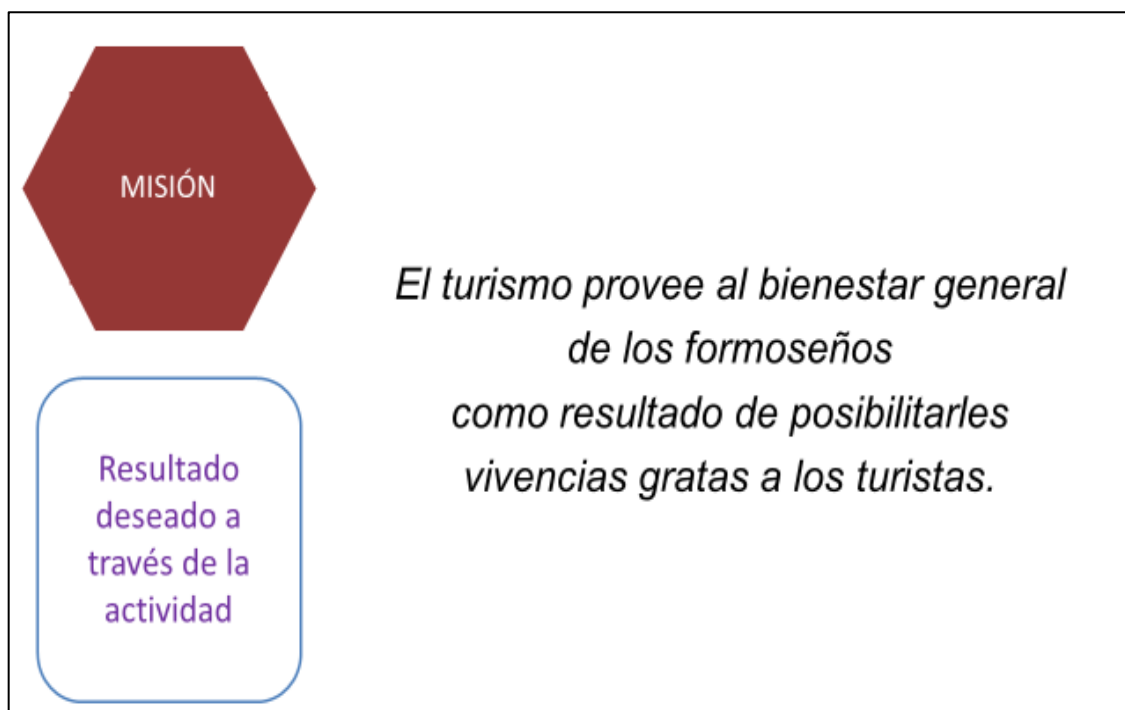 MISIÓN
El turismo provee al bienestar general
de los formoseños
como resultado de posibilitarles
vivencias gratas a los turistas.
Resultado
deseado a
través de la
actividad